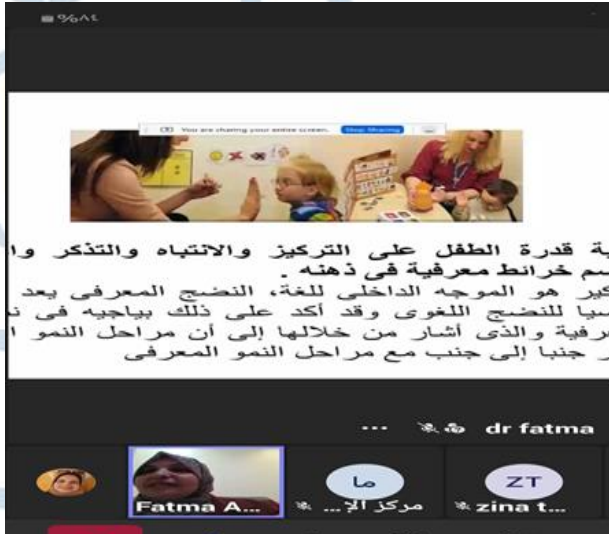 %٨٤
You are sharing your entire screen. Stop Sharing
ية قدرة الطفل على التركيز والانتباه والتذكر وا
سم خرائط معرفية فى ذهنه .
كير هو الموجه الداخلى للغة، النضج المعرفى يعد
سيا للنضج اللغوى وقد أكد على ذلك بياجيه فى ن
رفية والذى أشار من خلالها إلى أن مراحل النمو ا
ر جنبا إلى جنب مع مراحل النمو المعرفى
... dr fatma
Fatma A...
ما
مركز الإ...
ZT
zina t...